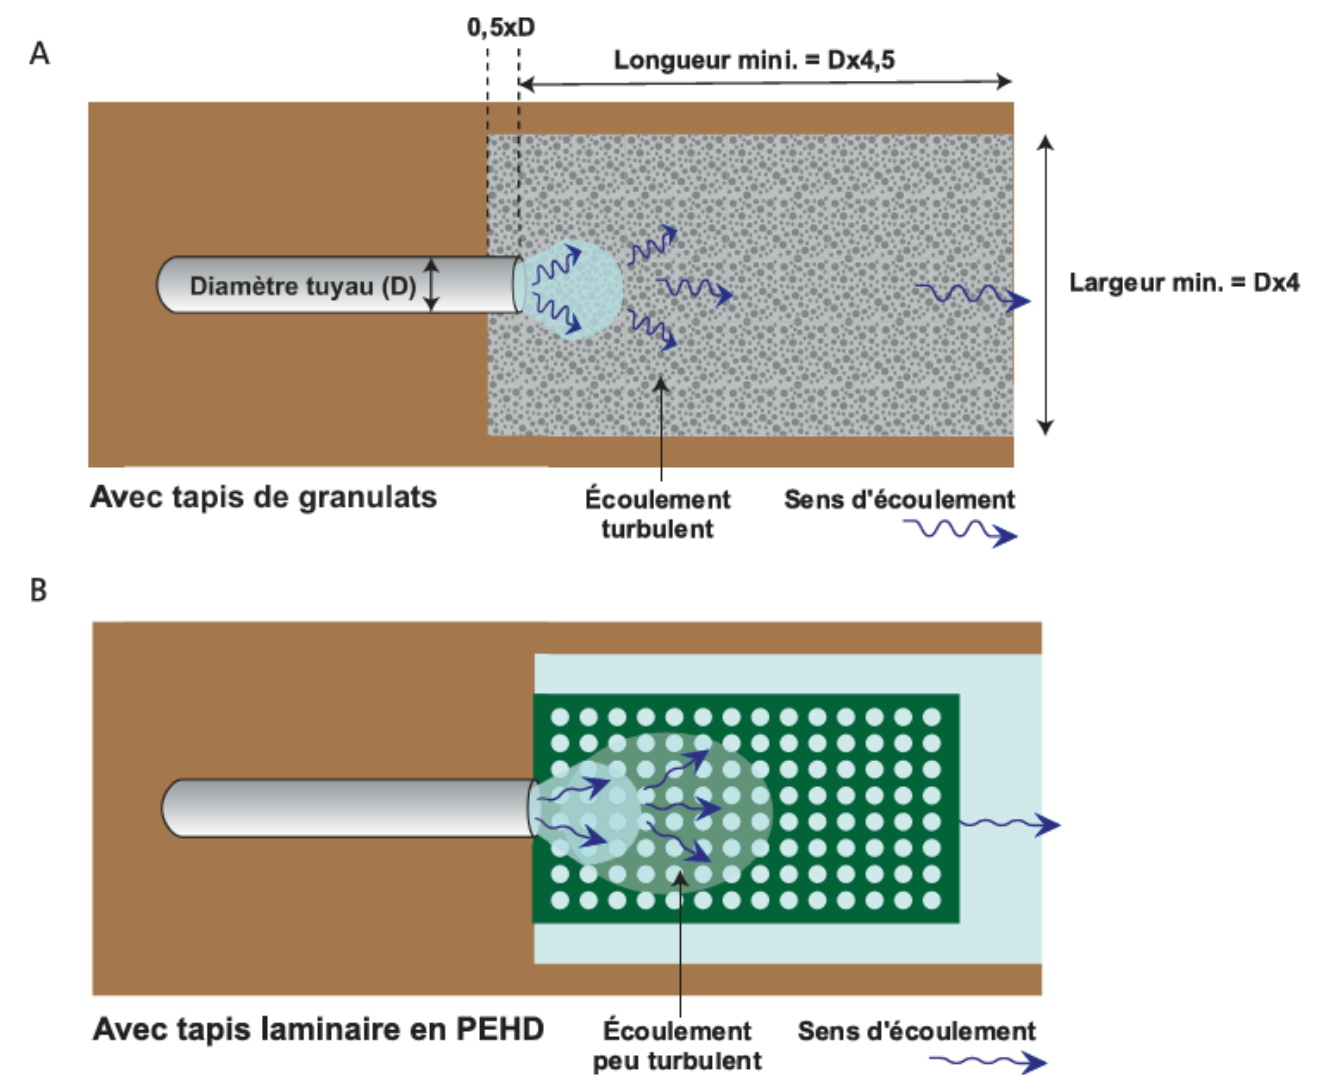 A
0,5xD
Longueur mini. = Dx4,5
Diamètre tuyau (D)
Largeur min. = Dx4
Avec tapis de granulats
Écoulement
turbulent
Sens d'écoulement
B
Avec tapis laminaire en PEHD
Écoulement
peu turbulent
Sens d'écoulement